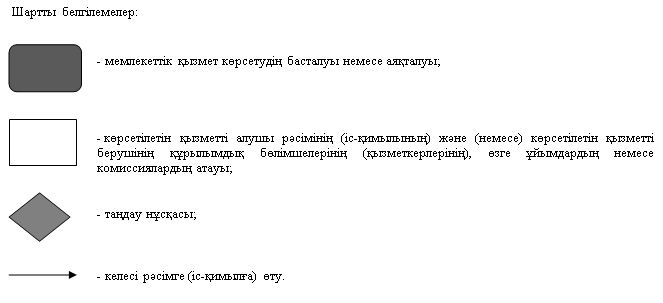 Шартты белгілемелер:
- мемлекеттік қызмет көрсетудің басталуы немесе аяқталуы;
- көрсетілетін қызметті алушы рәсімінің (іс-қимылының) және (немесе) көрсетілетін қызметті
берушінің құрылымдық бөлімшелерінің (қызметкерлерінің), өзге ұйымдардың немесе
комиссиялардың атауы;
- таңдау нұсқасы;
- келесі рәсімге (іс-қимылға) өту.